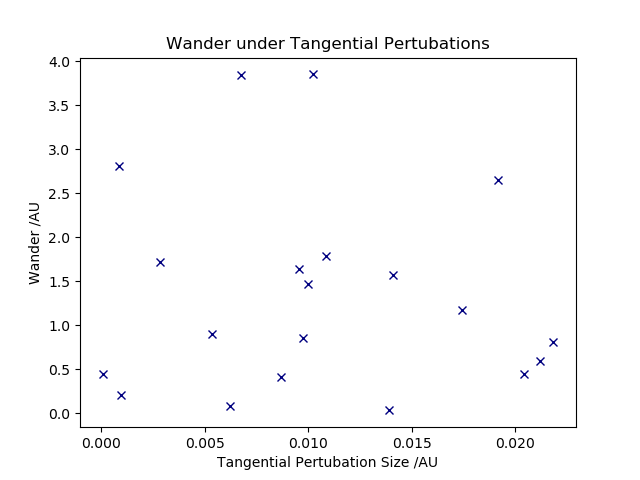 Wander under Tangential Pertubations
4.0
3.5
3.0
2.5
2.0
1.5
1.0
0.5
0.0
Wander /AU
0.000 0.005 0.010 0.015 0.020
Tangential Pertubation Size /AU